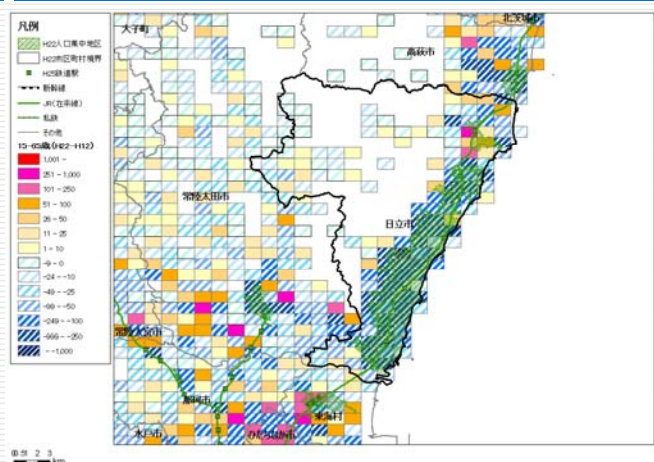 凡例
H22人口集中地区
H22市区町村境界
H25鉄道駅
新幹線
JR(在来線)
私鉄
その他
15-65歳(H22-H12)
1,001 -
251 - 1,000
101 - 250
51 - 100
26 - 50
11 - 25
1 - 10
-9 - 0
-24 - -10
-49 - -25
-99 - -50
-249 - -100
-999 - -250
- -1,000
大子町
北茨城市
高萩市
常陸太田市
日立市
常陸大宮市
那珂市
東海村
水戸市
ひたちなか市
2 3
km